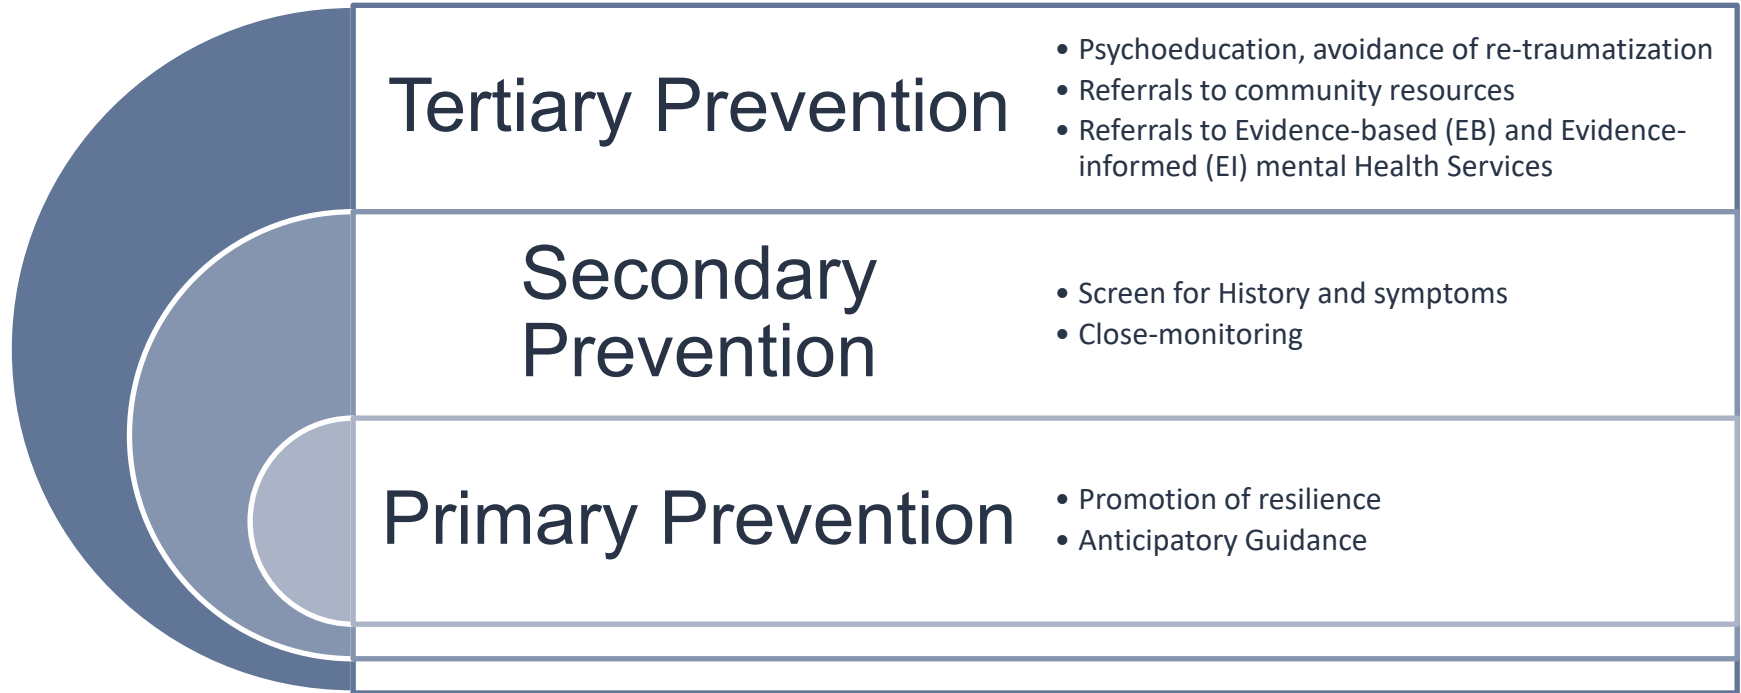 Tertiary Prevention
• Psychoeducation, avoidance of re-traumatization
• Referrals to community resources
• Referrals to Evidence-based (EB) and Evidence-
informed (EI) mental Health Services
Secondary
Prevention
• Screen for History and symptoms
• Close-monitoring
Primary Prevention
• Promotion of resilience
• Anticipatory Guidance